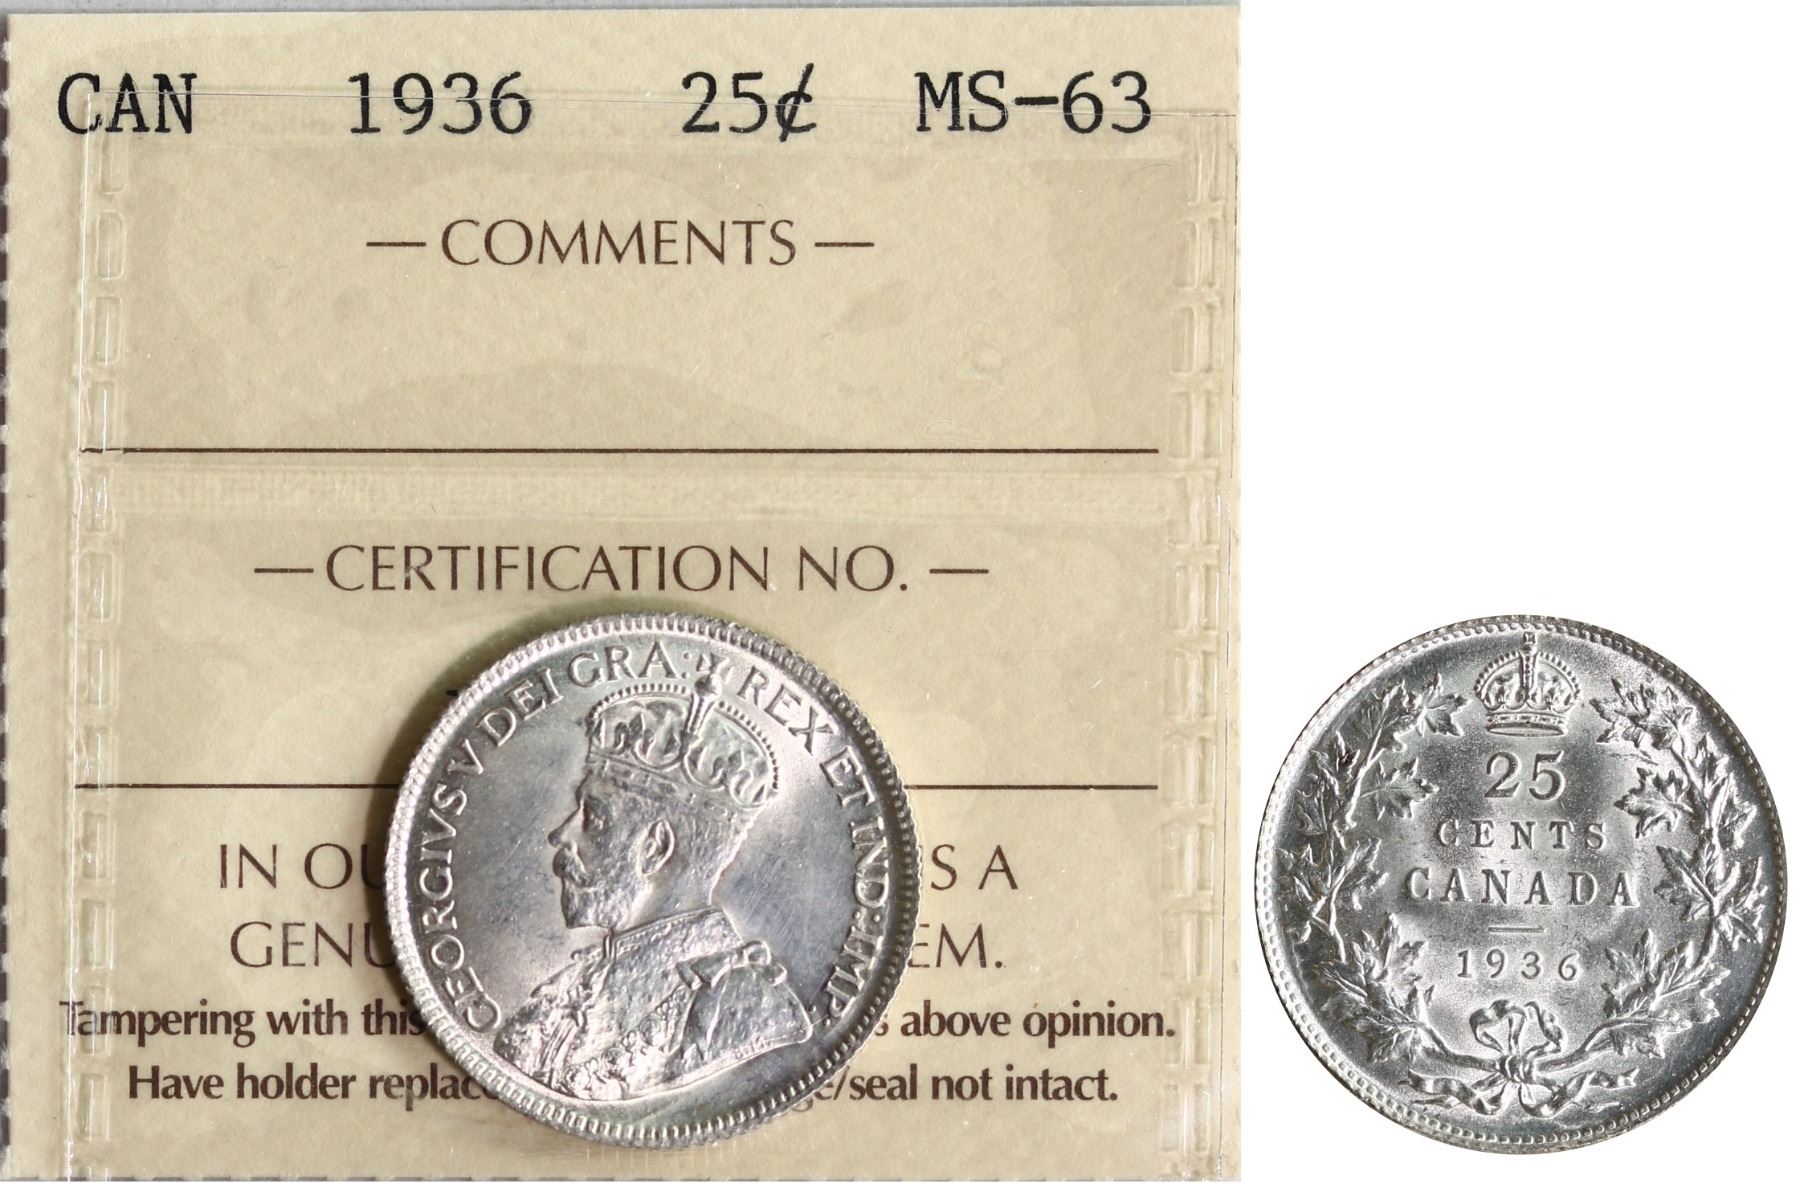 CAN 1936 25¢ MS-63
— COMMENTS —
— CERTIFICATION NO. —
IN OU S A
GENU EM.
Tampering with this above opinion.
Have holder replac e/seal not intact.
GEORGIVS V DEI GRA: REX ET IND: IMP:
25
CENTS
CANADA
1936